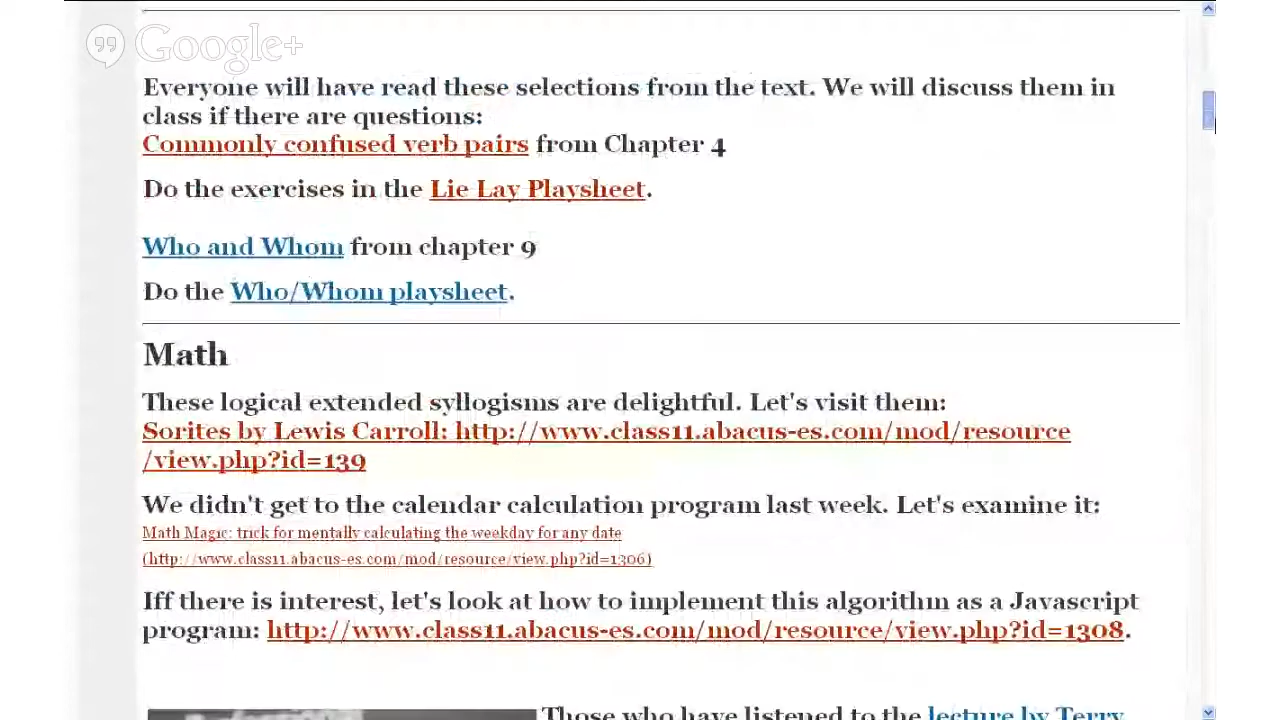 Google+
Everyone will have read these selections from the text. We will discuss them in
class if there are questions:
Commonly confused verb pairs from Chapter 4
Do the exercises in the Lie Lay Playsheet.
Who and Whom from chapter 9
Do the Who/Whom playsheet.
Math
These logical extended syllogisms are delightful. Let's visit them:
Sorites by Lewis Carroll: http://www.class11.abacus-es.com/mod/resource
/view.php?id=139
We didn't get to the calendar calculation program last week. Let's examine it:
Math Magic: trick for mentally calculating the weekday for any date
(http://www.class11.abacus-es.com/mod/resource/view.php?id=1306)
Iff there is interest, let's look at how to implement this algorithm as a Javascript
program: http://www.class11.abacus-es.com/mod/resource/view.php?id=1308.
Those who have listened to the lecture by Terry